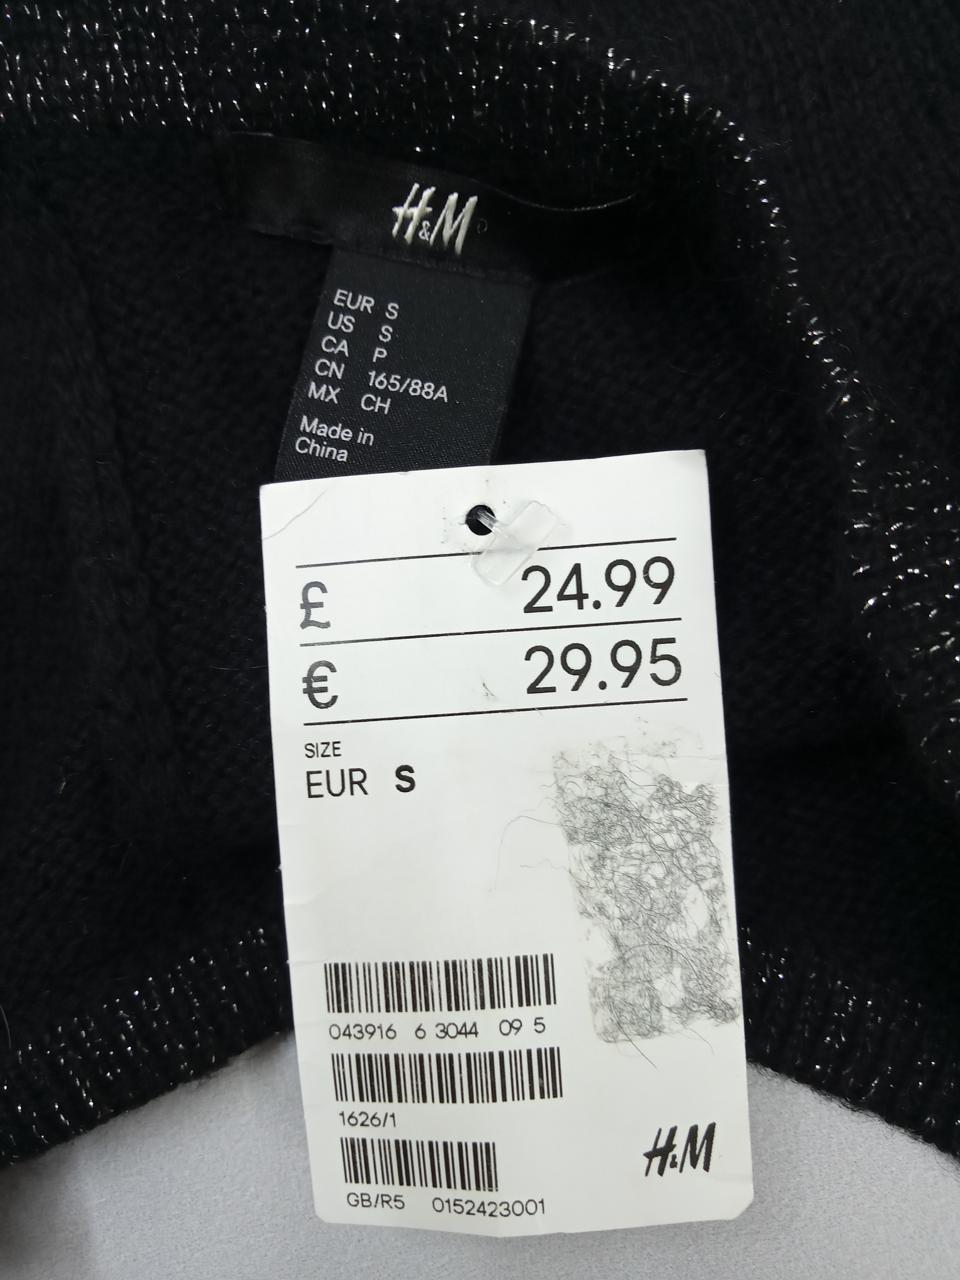 H&M
EUR S
US S
CA P
CN 165/88A
MX CH
Made in
China
£ 24.99
€ 29.95
SIZE
EUR S
043916 6 3044 09 5
1626/1
GB/R5 0152423001
H&M